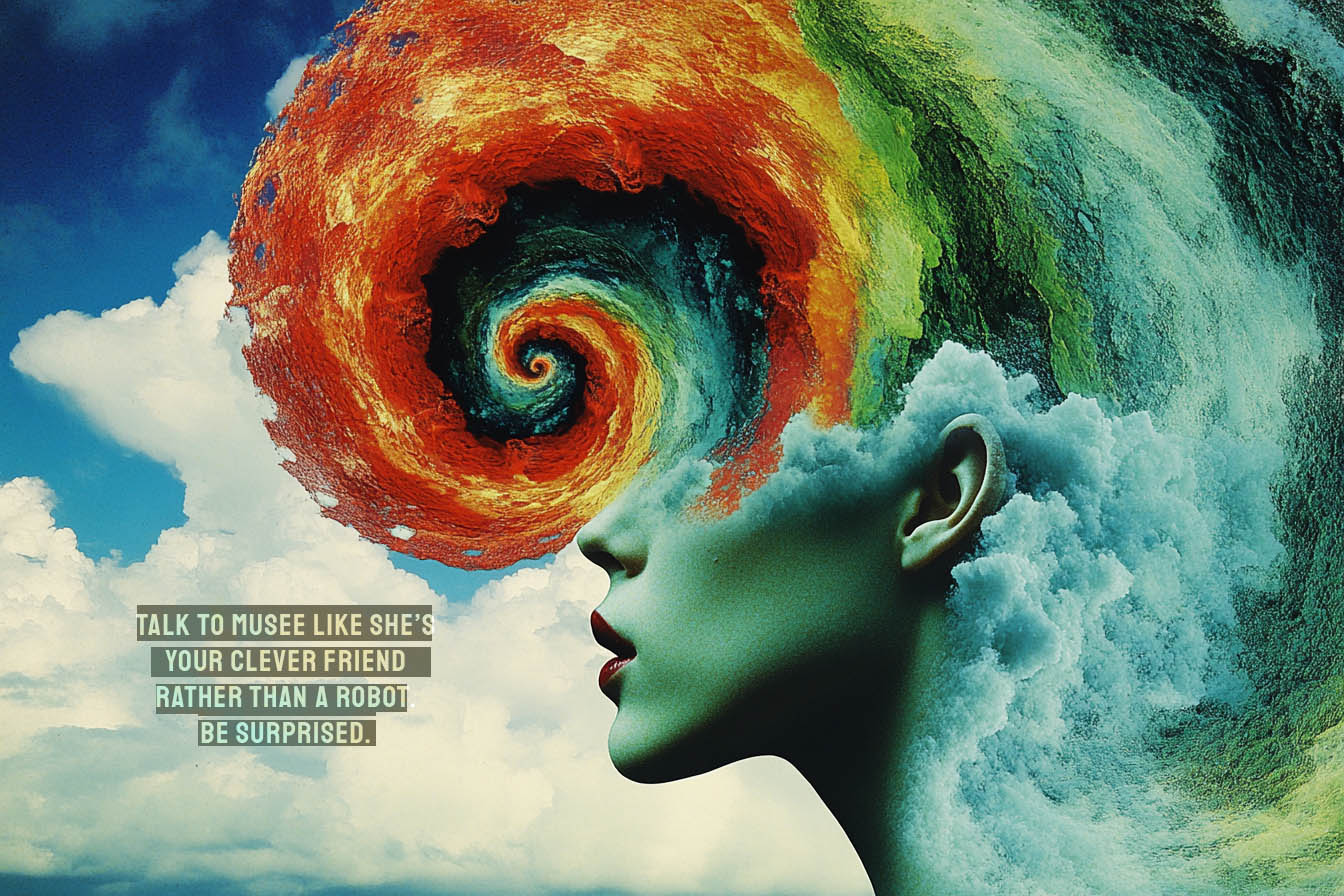 TALK TO MUSEE LIKE SHE'S
YOUR CLEVER FRIEND
RATHER THAN A ROBOT.
BE SURPRISED.